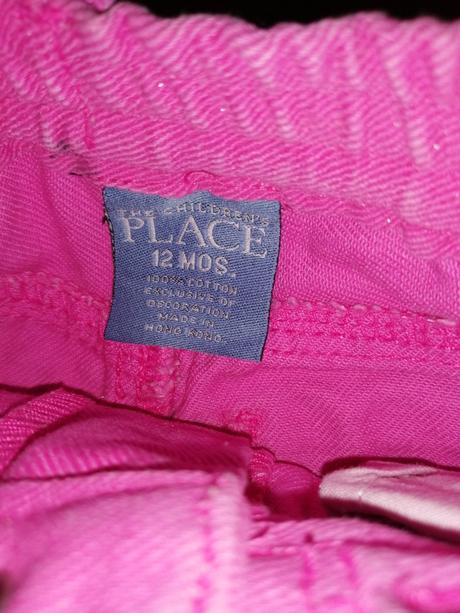 THE CHILDREN'S
PLACE
12 MOS.
100% COTTON
EXCLUSIVE OF
DECORATION
MADE IN
HONG KONG.